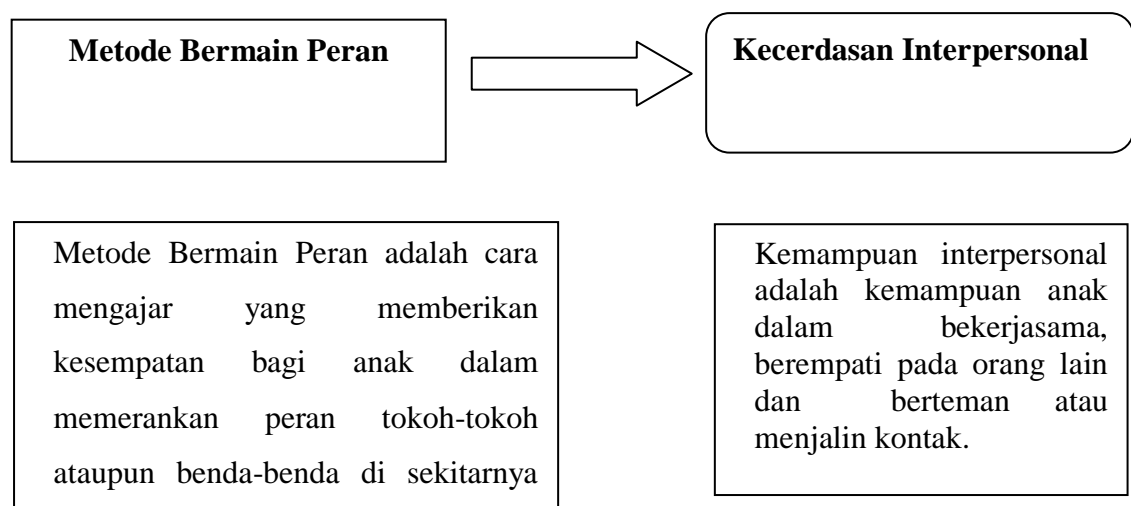 Metode Bermain Peran
Kecerdasan Interpersonal
Metode Bermain Peran adalah cara
mengajar yang memberikan
kesempatan bagi anak dalam
memerankan peran tokoh-tokoh
ataupun benda-benda di sekitarnya
Kemampuan interpersonal
adalah kemampuan anak
dalam bekerjasama,
berempati pada orang lain
dan berteman atau
menjalin kontak.